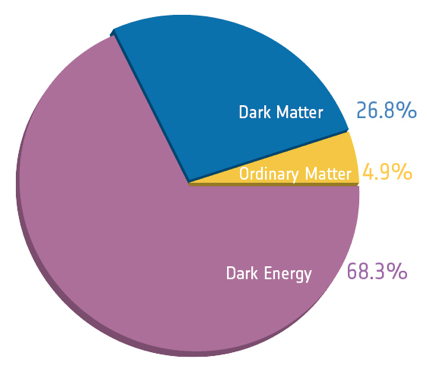 Dark Matter 26.8%
Ordinary Matter 4.9%
Dark Energy 68.3%